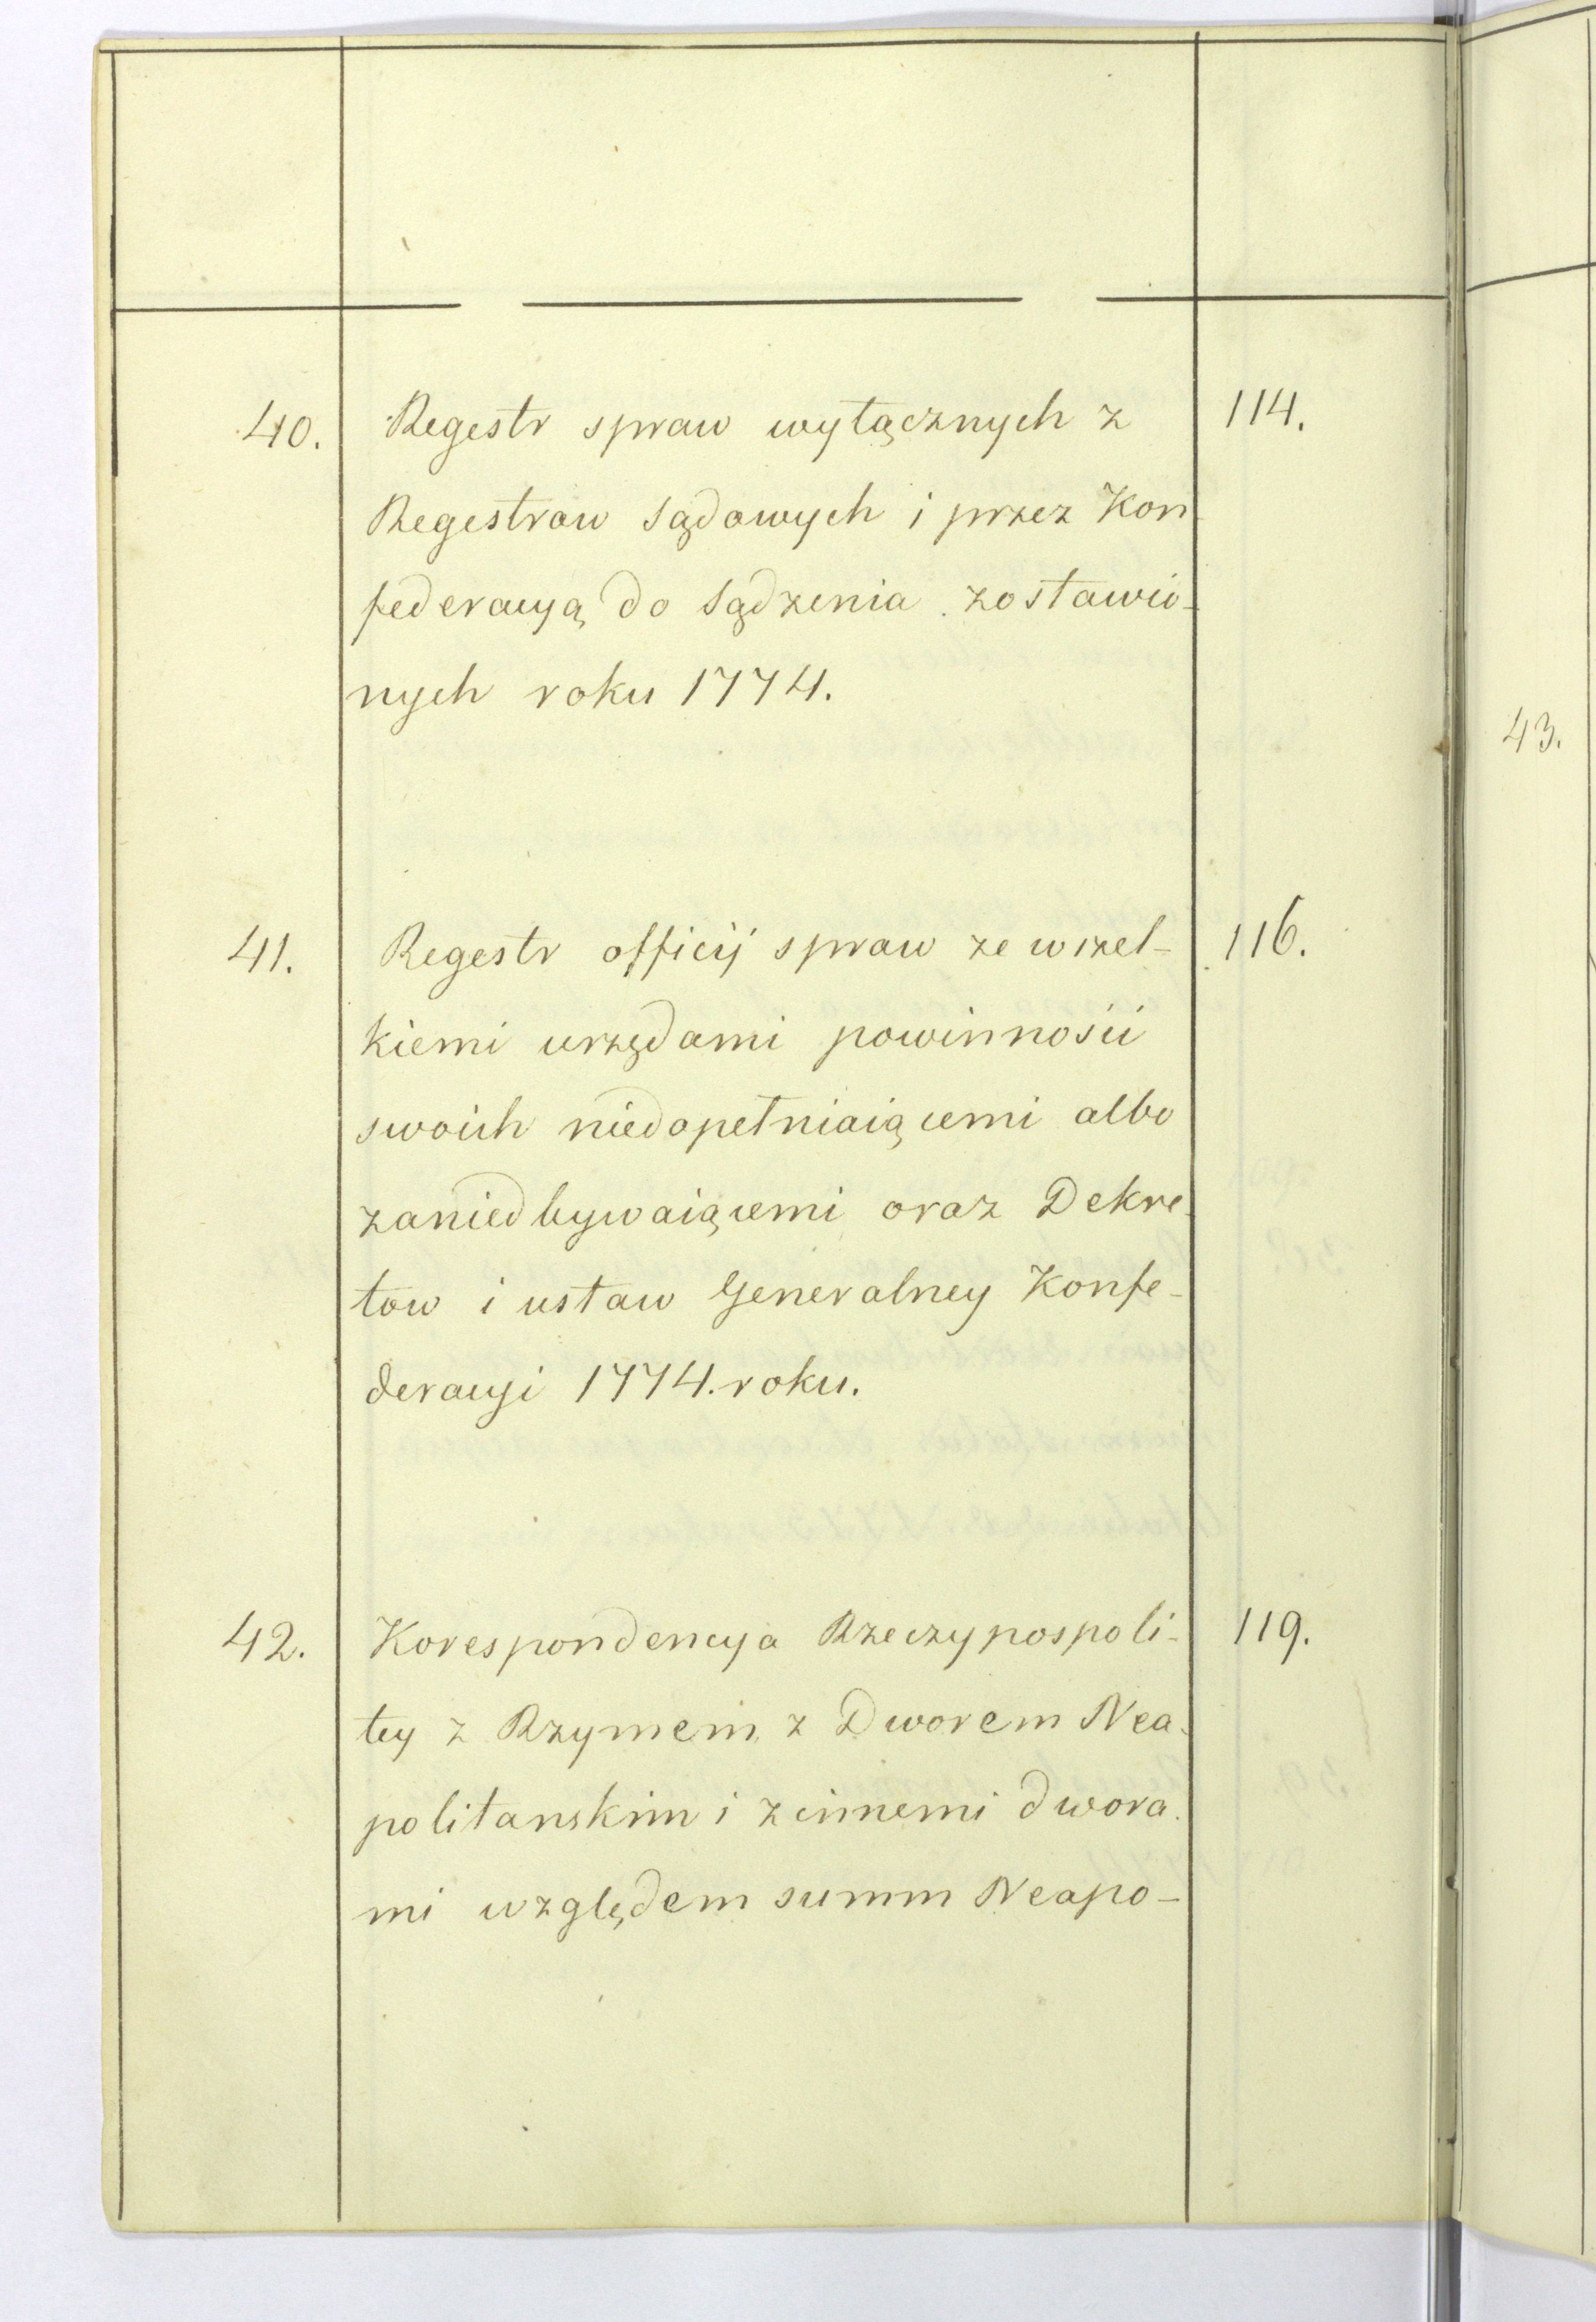 40. Regestr spraw wyłącznych z 114.
Regestrow Sądowych i przez Kon
federacyą do Sądzenia zostawio-
nych roku 1774.
41. Regestr officij spraw ze wszel- 116.
kiemi urzędami powinności
swoich niedopełniaiącemi albo
zaniedbywaiącemi oraz Dekre-
tow i ustaw Generalney Konfe-
deracyi 1774. roku.
42. Korespondencya Rzeczypospoli- 119.
tey z Rzymem, z Dworem Nea-
politanskim i z innemi dwora-
mi względem summ Neapo-
43.